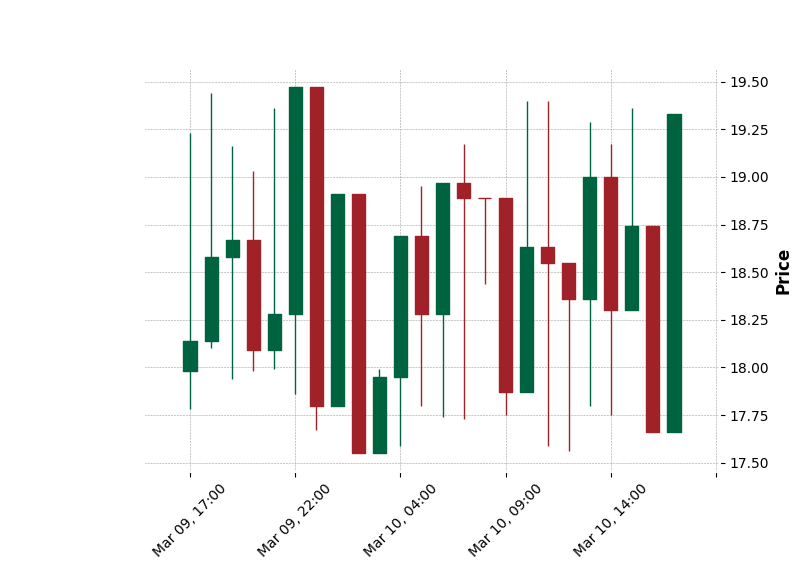 19.50
19.25
19.00
18.75
18.50
18.25
18.00
17.75
17.50
Price
Mar 09, 17:00
Mar 09, 22:00
Mar 10, 04:00
Mar 10, 09:00
Mar 10, 14:00